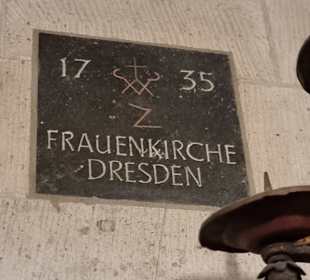 17 35
Z
FRAUENKIRCHE
DRESDEN